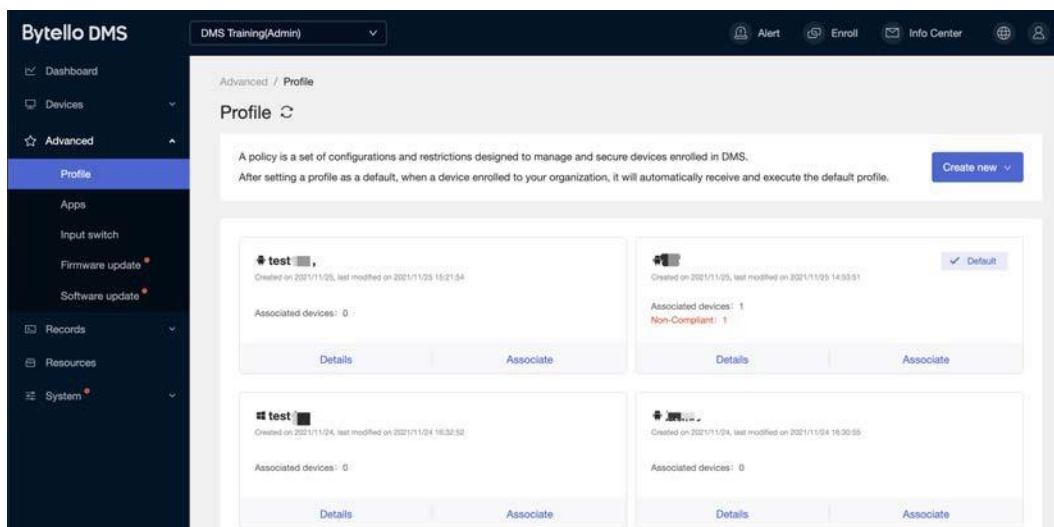 Bytello DMS
DMS Training(Admin)
Alert
Enroll
Info Center
Dashboard
Devices
Advanced
Profile
Apps
Input switch
Firmware update
Software update
Records
Resources
System
Advanced / Profile
Profile
A policy is a set of configurations and restrictions designed to manage and secure devices enrolled in DMS.
After setting a profile as a default, when a device enrolled to your organization, it will automatically receive and execute the default profile.
Create new
test
Created on 2021/11/25, last modified on 2021/11/25 15:21:54
Associated devices: 0
Details
Associate
Default
Created on 2021/11/25, last modified on 2021/11/25 14:53:51
Associated devices: 1
Non-Compliant: 1
Details
Associate
test
Created on 2021/11/24, last modified on 2021/11/24 16:32:52
Associated devices: 0
Details
Associate
Created on 2021/11/24, last modified on 2021/11/24 16:30:55
Associated devices: 0
Details
Associate